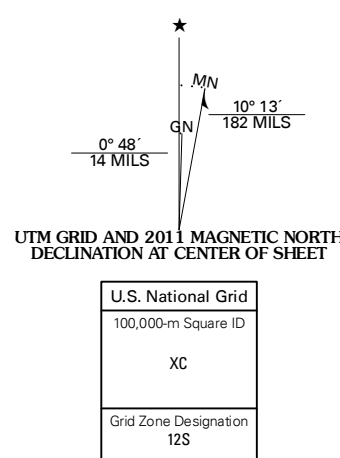 ★
MN
10° 13´
182 MILS
GN
0° 48´
14 MILS
UTM GRID AND 2011 MAGNETIC NORTH
DECLINATION AT CENTER OF SHEET
U.S. National Grid
100,000-m Square ID
XC
Grid Zone Designation
12S